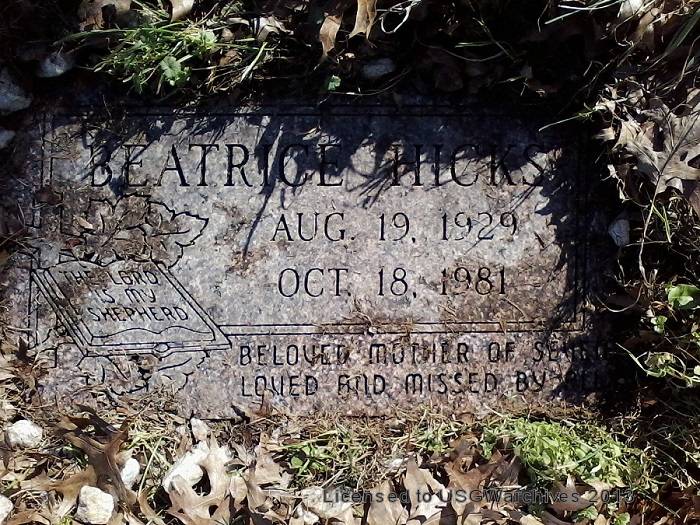 BEATRICE HICKS
AUG. 19, 1929
OCT. 18, 1981
THE LORD
IS MY
SHEPHERD
BELOVED MOTHER OF
LOVED AND MISSED BY
Licensed to USGWarchives